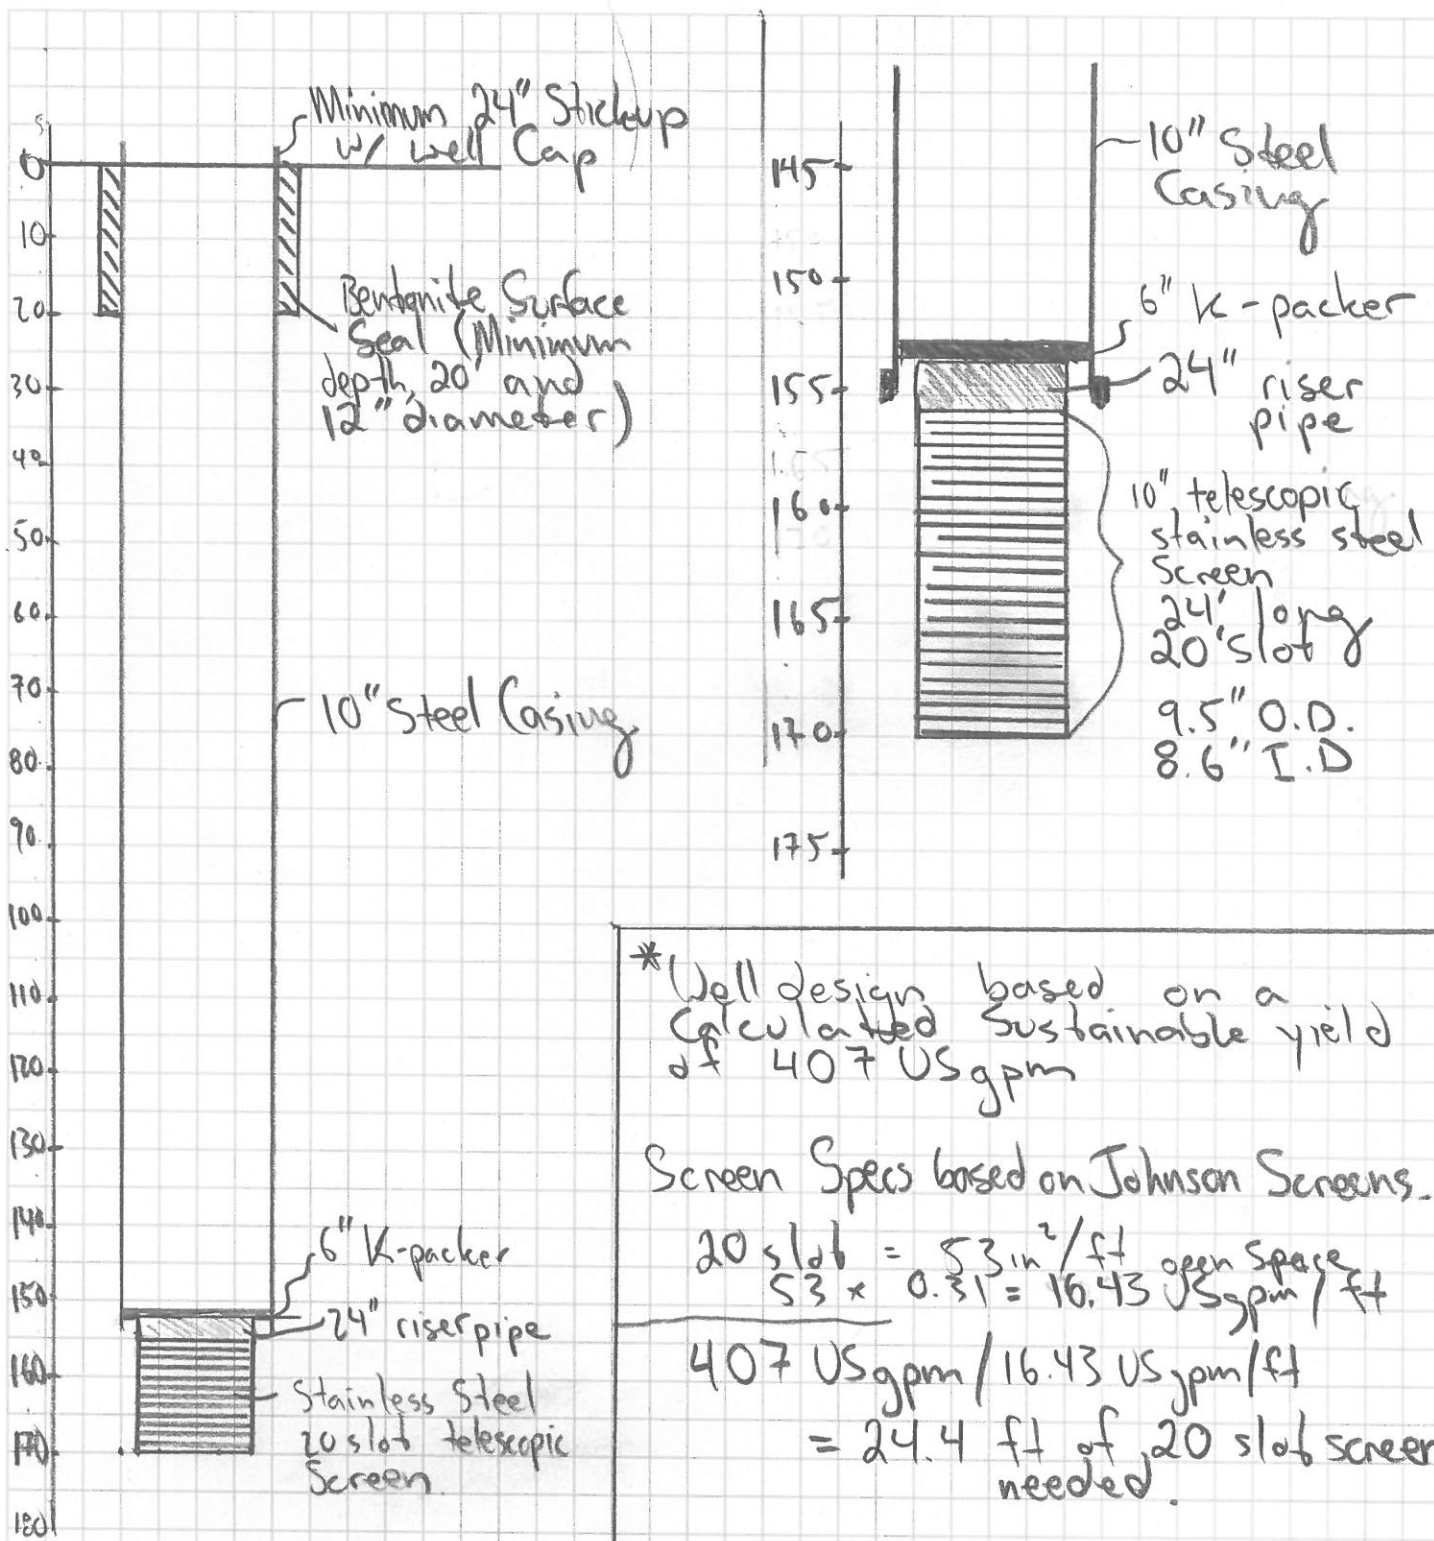 Minimum 24" Stickup
w/ well Cap
5
0
10
20
30
40
50
60
70
80
90
100
110
120
130
140
150
160
170
180
Bentonite Surface
Seal (Minimum
depth, 20' and
12" diameter)
10" Steel Casing
6" K-packer
24" riser pipe
Stainless Steel
20 slot telescopic
Screen
145
150
155
160
165
170
175
10" Steel
Casing
6" K-packer
24" riser
pipe
10" telescopic
stainless steel
Screen
24' long
20 slot
9.5" O.D.
8.6" I.D
*Well design based on a
Calculatted Sustainable yield
of 407 USgpm
Screen Specs based on Johnson Screens.
20 slot = 53 in²/ft open space
53 x 0.31 = 16.43 USgpm/ft
407 USgpm/16.43 USgpm/ft
= 24.4 ft of 20 slot screen
needed.